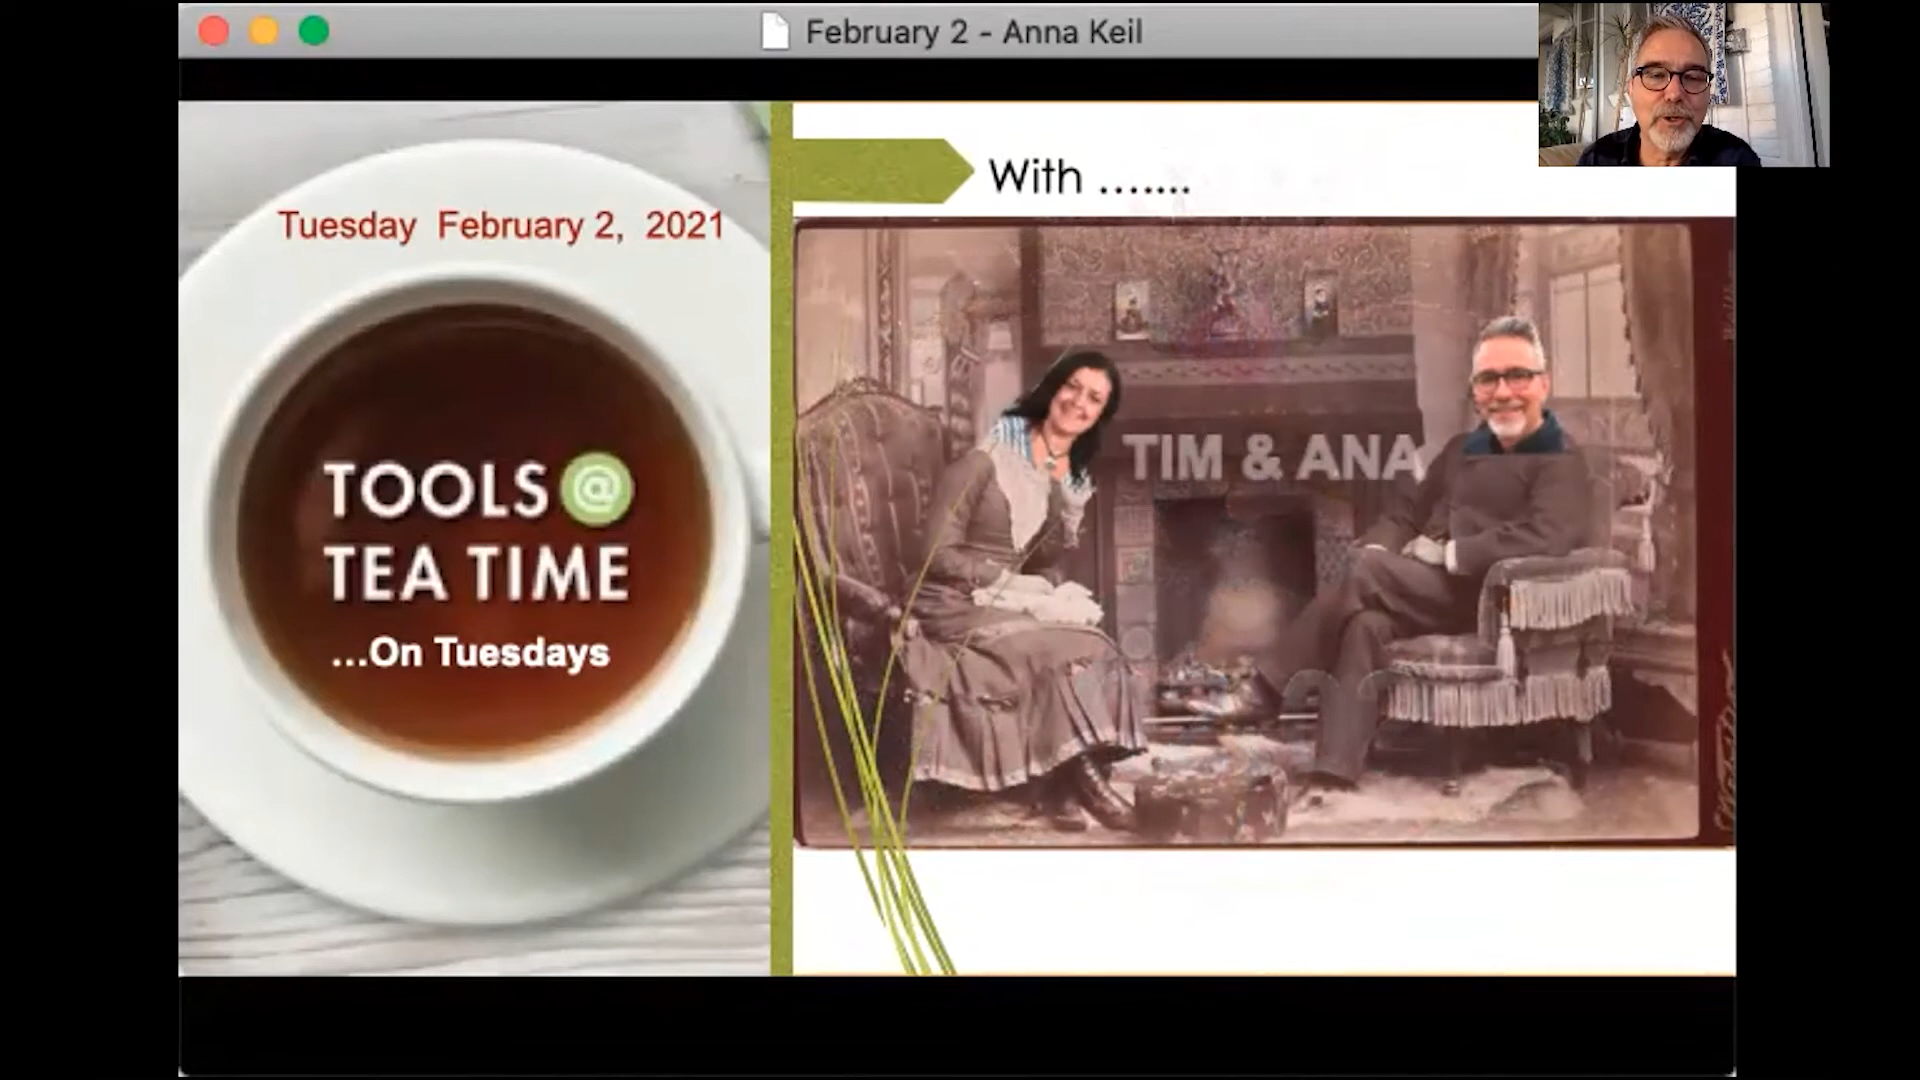 February 2 - Anna Keil
Tuesday February 2, 2021
TOOLS @
TEA TIME
...On Tuesdays
With .......
TIM & ANA